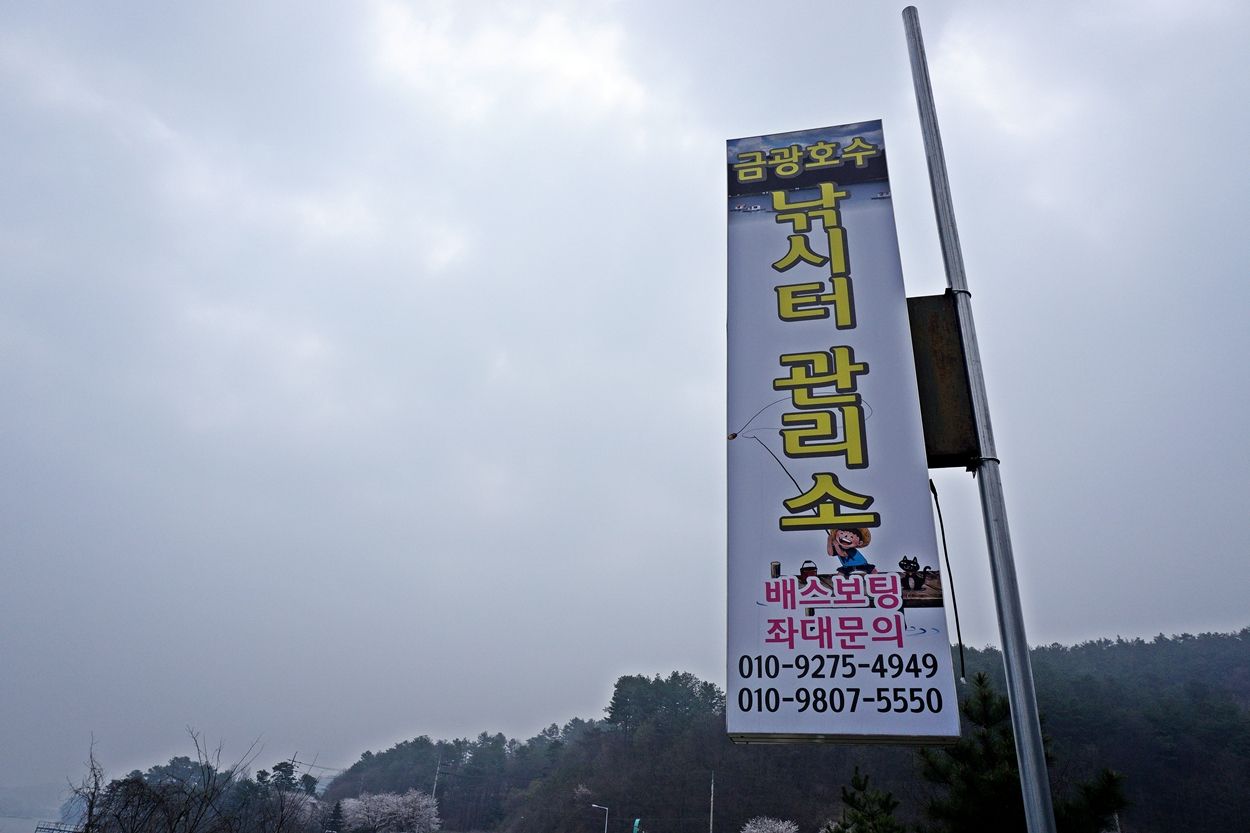 금광호수
낚시터 관리소
배스보팅
좌대문의
010-9275-4949
010-9807-5550